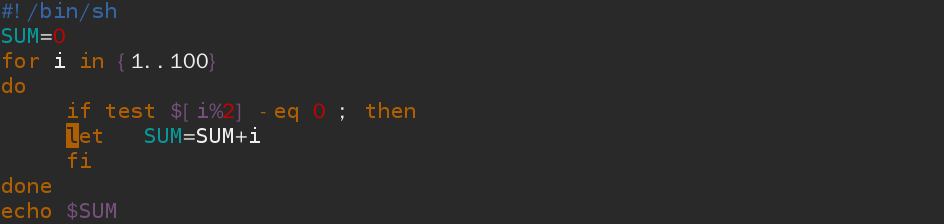 #!/bin/sh
SUM=0
for i in {1..100}
do
     if test $[i%2] -eq 0 ; then
     let   SUM=SUM+i
     fi
done
echo $SUM